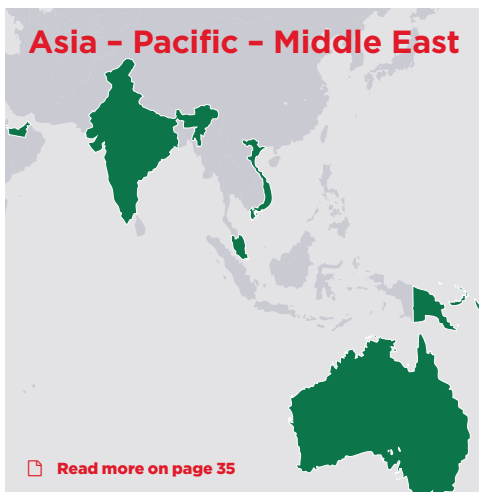 Asia – Pacific – Middle East
Read more on page 35